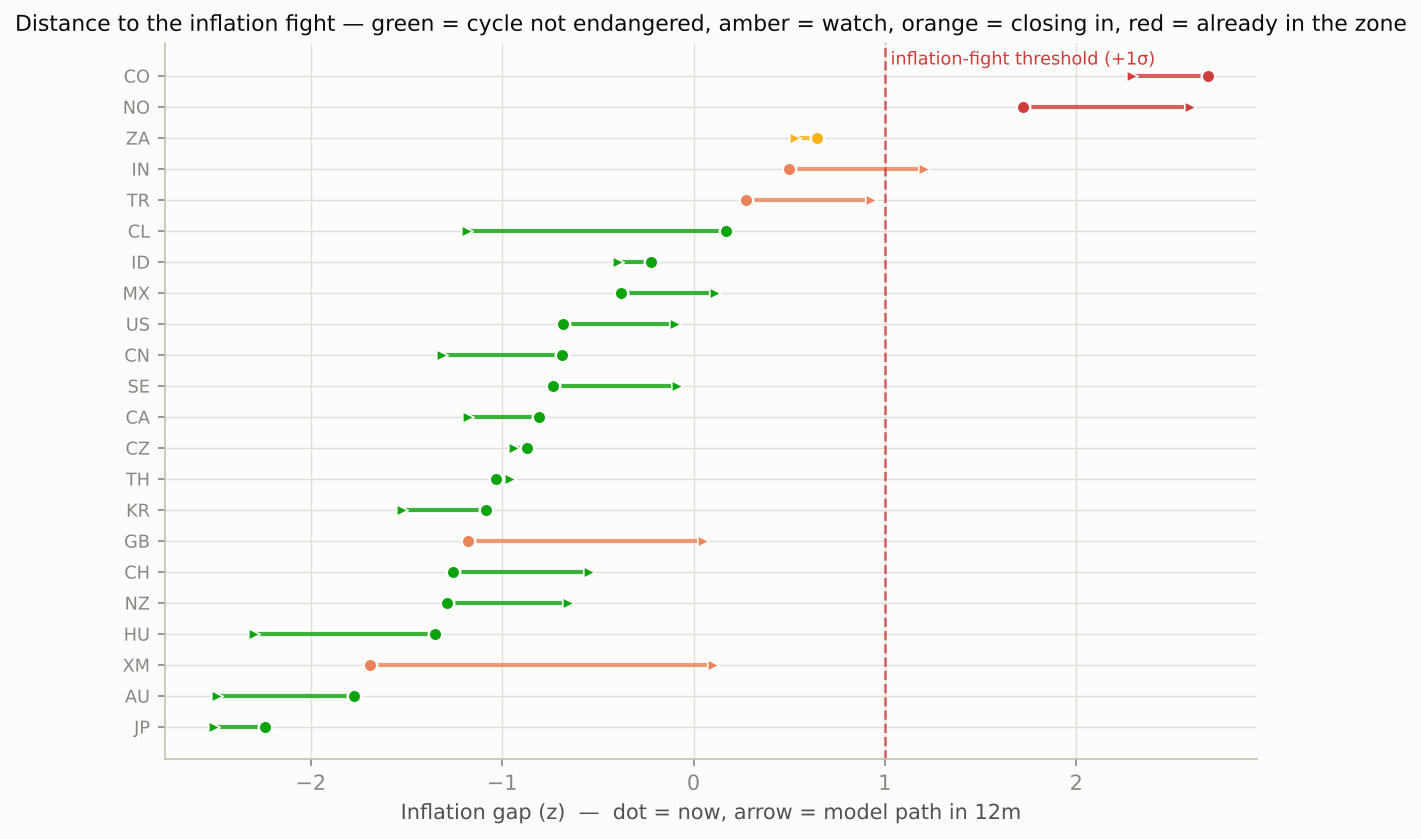 Distance to the inflation fight — green = cycle not endangered, amber = watch, orange = closing in, red = already in the zone
inflation-fight threshold (+1σ)
CO
NO
ZA
IN
TR
CL
ID
MX
US
CN
SE
CA
CZ
TH
KR
GB
CH
NZ
HU
XM
AU
JP
−2 −1 0 1 2
Inflation gap (z) — dot = now, arrow = model path in 12m